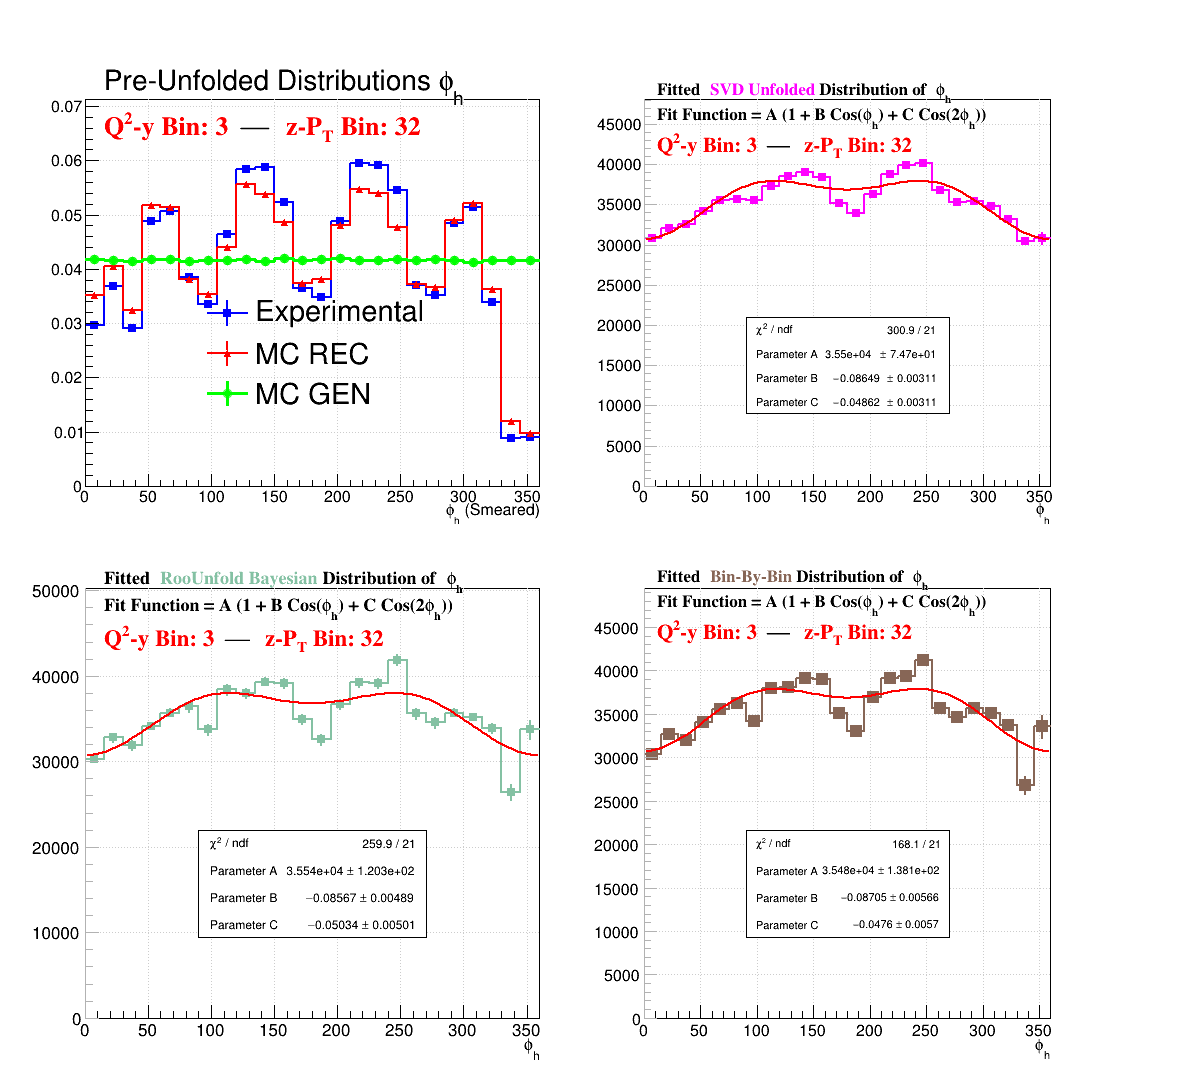 Pre-Unfolded Distributions ϕh
Q²-y Bin: 3 — z-PT Bin: 32
0.07
0.06
0.05
0.04
0.03
0.02
0.01
0
Experimental
MC REC
MC GEN
0 50 100 150 200 250 300 350
ϕh (Smeared)
Fitted SVD Unfolded Distribution of ϕh
Fit Function = A (1 + B Cos(ϕh) + C Cos(2ϕh))
Q²-y Bin: 3 — z-PT Bin: 32
45000
40000
35000
30000
25000
20000
15000
10000
5000
0
χ² / ndf 300.9 / 21
Parameter A 3.55e+04 ± 7.47e+01
Parameter B −0.08649 ± 0.00311
Parameter C −0.04862 ± 0.00311
0 50 100 150 200 250 300 350
ϕh
Fitted RooUnfold Bayesian Distribution of ϕh
Fit Function = A (1 + B Cos(ϕh) + C Cos(2ϕh))
Q²-y Bin: 3 — z-PT Bin: 32
50000
40000
30000
20000
10000
0
χ² / ndf 259.9 / 21
Parameter A 3.554e+04 ± 1.203e+02
Parameter B −0.08567 ± 0.00489
Parameter C −0.05034 ± 0.00501
0 50 100 150 200 250 300 350
ϕh
Fitted Bin-By-Bin Distribution of ϕh
Fit Function = A (1 + B Cos(ϕh) + C Cos(2ϕh))
Q²-y Bin: 3 — z-PT Bin: 32
45000
40000
35000
30000
25000
20000
15000
10000
5000
0
χ² / ndf 168.1 / 21
Parameter A 3.548e+04 ± 1.381e+02
Parameter B −0.08705 ± 0.00566
Parameter C −0.0476 ± 0.0057
0 50 100 150 200 250 300 350
ϕh